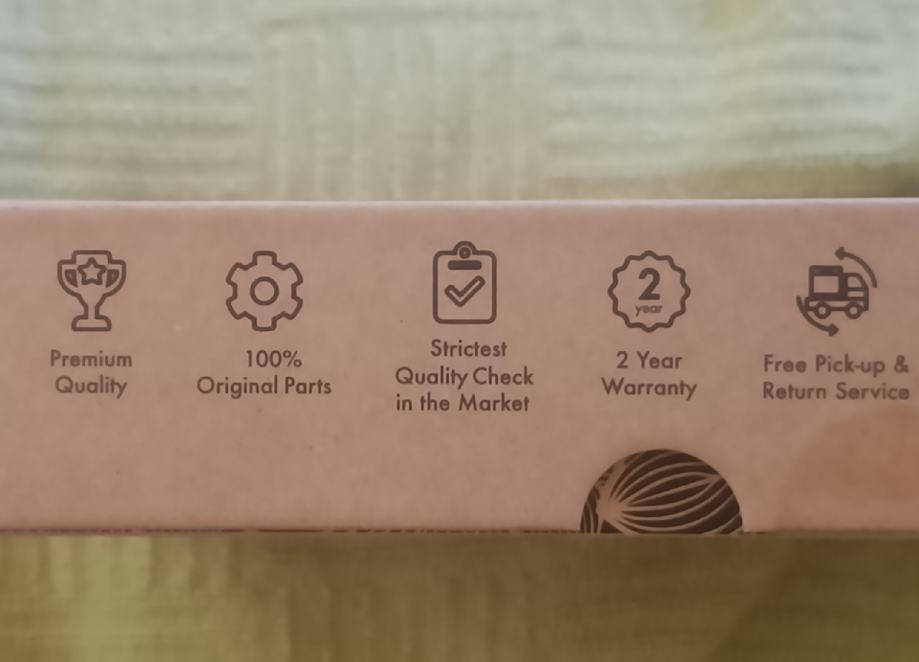 Premium
Quality
100%
Original Parts
Strictest
Quality Check
in the Market
2
year
2 Year
Warranty
Free Pick-up &
Return Service